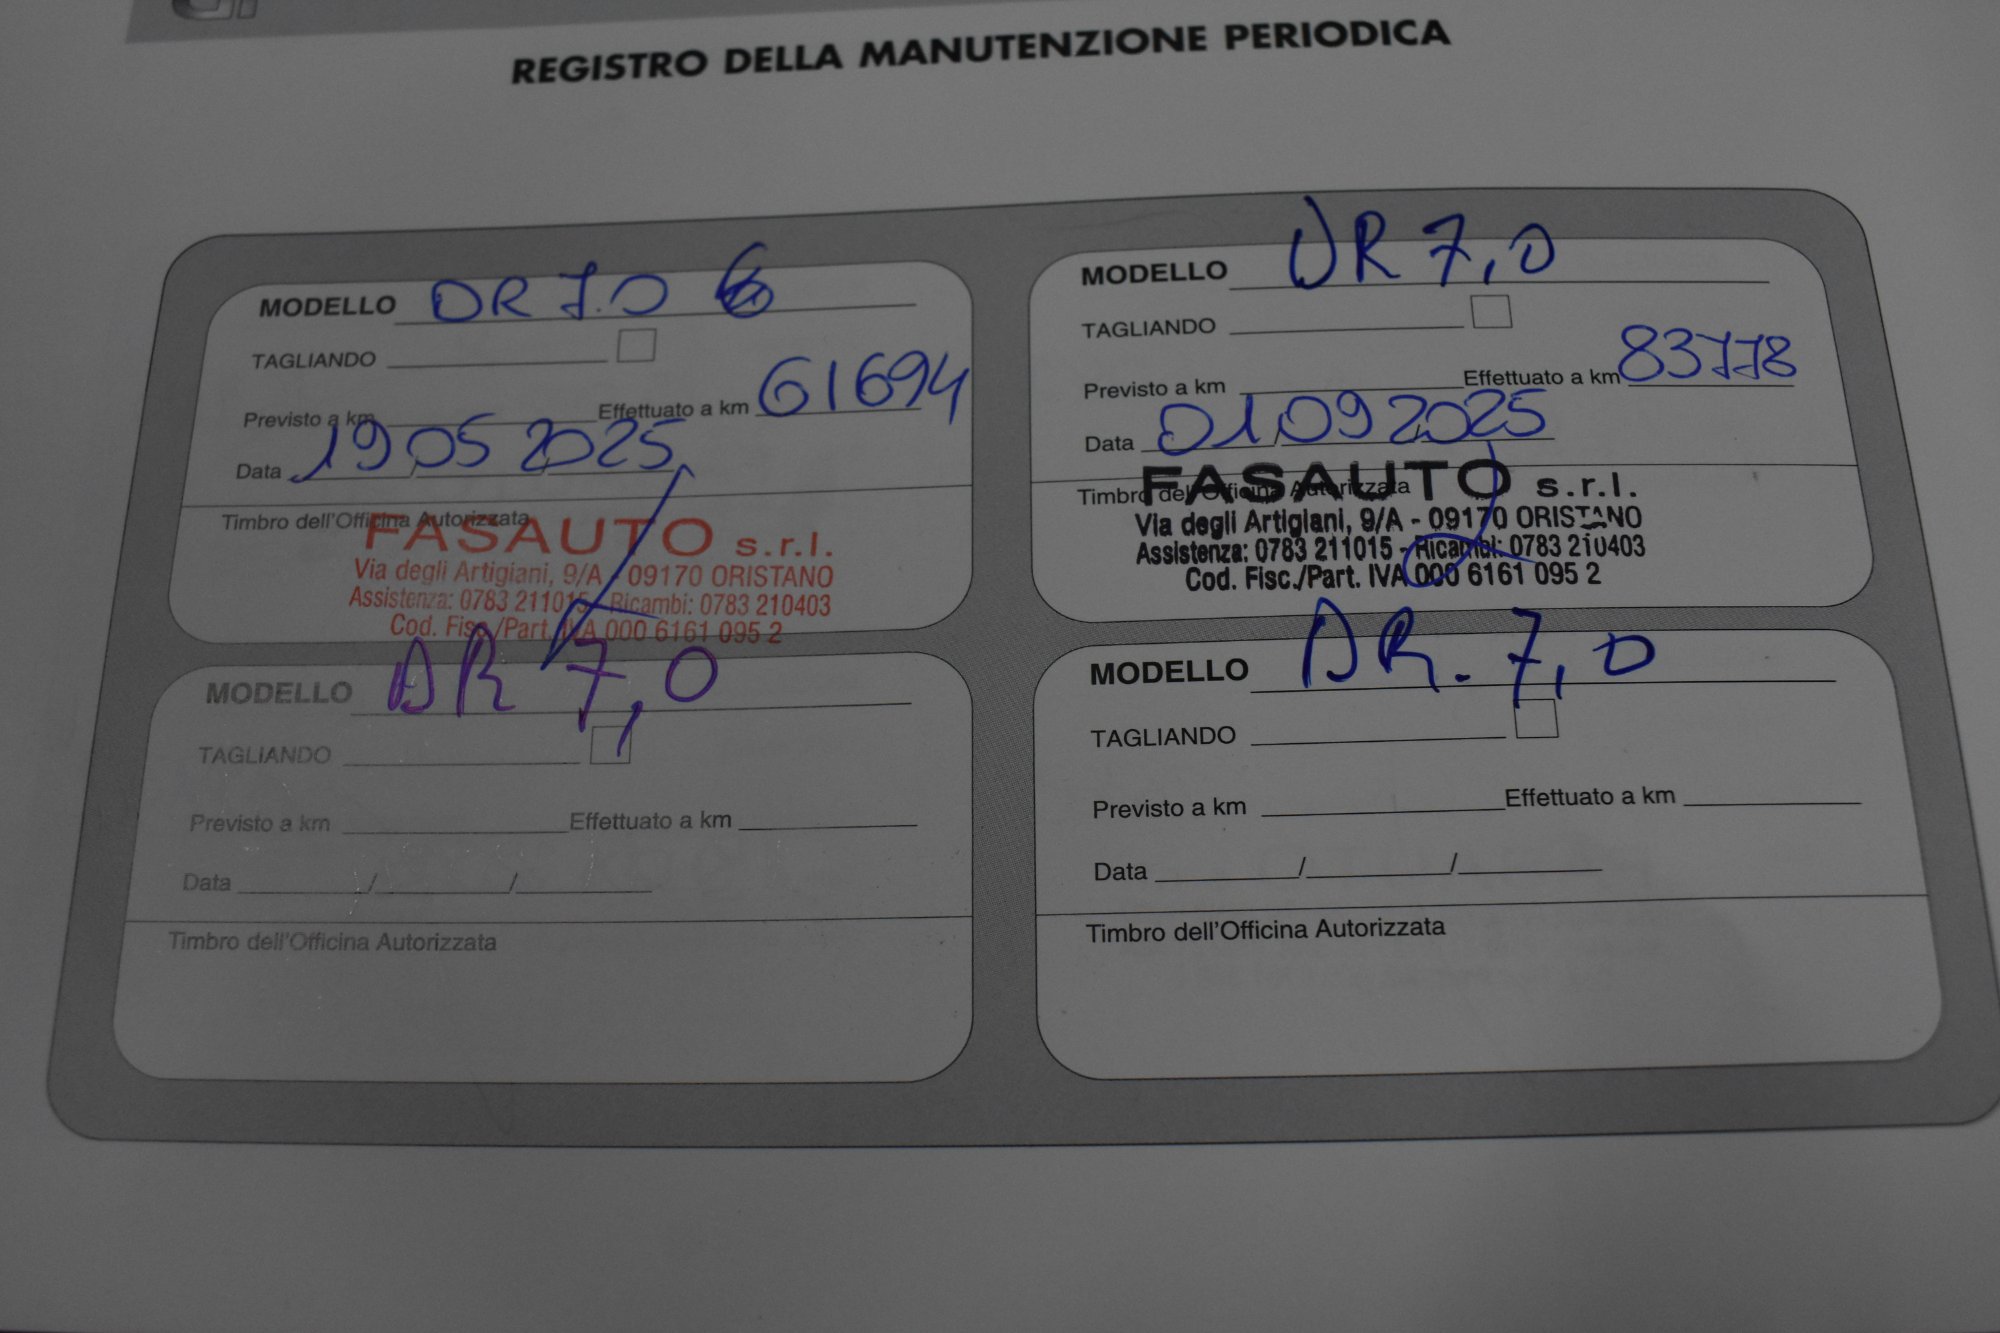 REGISTRO DELLA MANUTENZIONE PERIODICA
MODELLO DR 7.0
TAGLIANDO
Previsto a km Effettuato a km 61694
Data 19/05/2025
Timbro dell'Officina Autorizzata
FASAUTO s.r.l.
Via degli Artigiani, 9/A - 09170 ORISTANO
Assistenza: 0783 211015 - Ricambi: 0783 210403
Cod. Fisc./Part. IVA 000 6161 095 2
MODELLO DR 7,0
TAGLIANDO
Previsto a km Effettuato a km 83778
Data 01/09/2025
Timbro dell'Officina Autorizzata
FASAUTO s.r.l.
Via degli Artigiani, 9/A - 09170 ORISTANO
Assistenza: 0783 211015 - Ricambi: 0783 210403
Cod. Fisc./Part. IVA 000 6161 095 2
MODELLO DR 7,0
TAGLIANDO
Previsto a km Effettuato a km
Data / /
Timbro dell'Officina Autorizzata
MODELLO DR. 7,0
TAGLIANDO
Previsto a km Effettuato a km
Data / /
Timbro dell'Officina Autorizzata